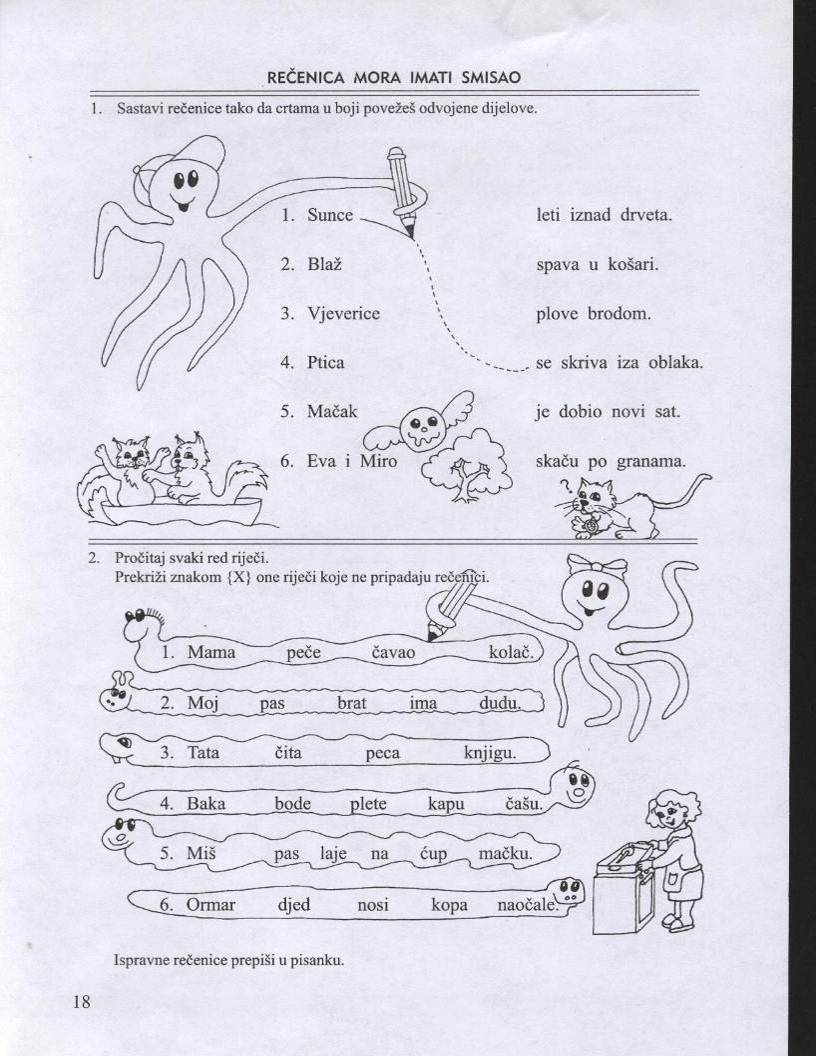 REČENICA MORA IMATI SMISAO
1. Sastavi rečenice tako da crtama u boji povežeš odvojene dijelove.
1. Sunce leti iznad drveta.
2. Blaž spava u košari.
3. Vjeverice plove brodom.
4. Ptica se skriva iza oblaka.
5. Mačak je dobio novi sat.
6. Eva i Miro skaču po granama.
?
2. Pročitaj svaki red riječi.
Prekriži znakom {X} one riječi koje ne pripadaju rečenici.
1. Mama peče čavao kolač.
2. Moj pas brat ima dudu.
3. Tata čita peca knjigu.
4. Baka bode plete kapu čašu.
5. Miš pas laje na ćup mačku.
6. Ormar djed nosi kopa naočale.
Ispravne rečenice prepiši u pisanku.
18